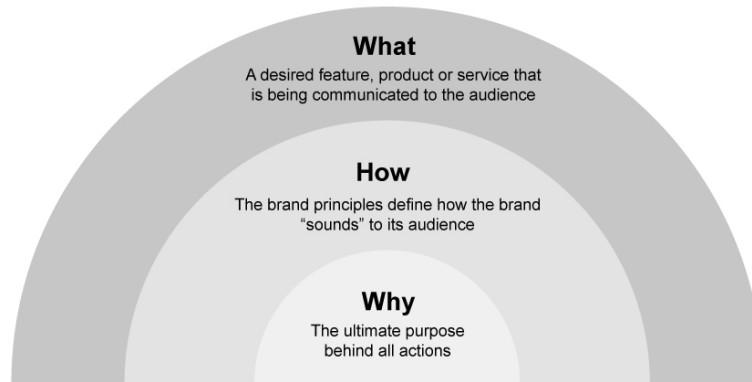 What
A desired feature, product or service that
is being communicated to the audience
How
The brand principles define how the brand
“sounds” to its audience
Why
The ultimate purpose
behind all actions